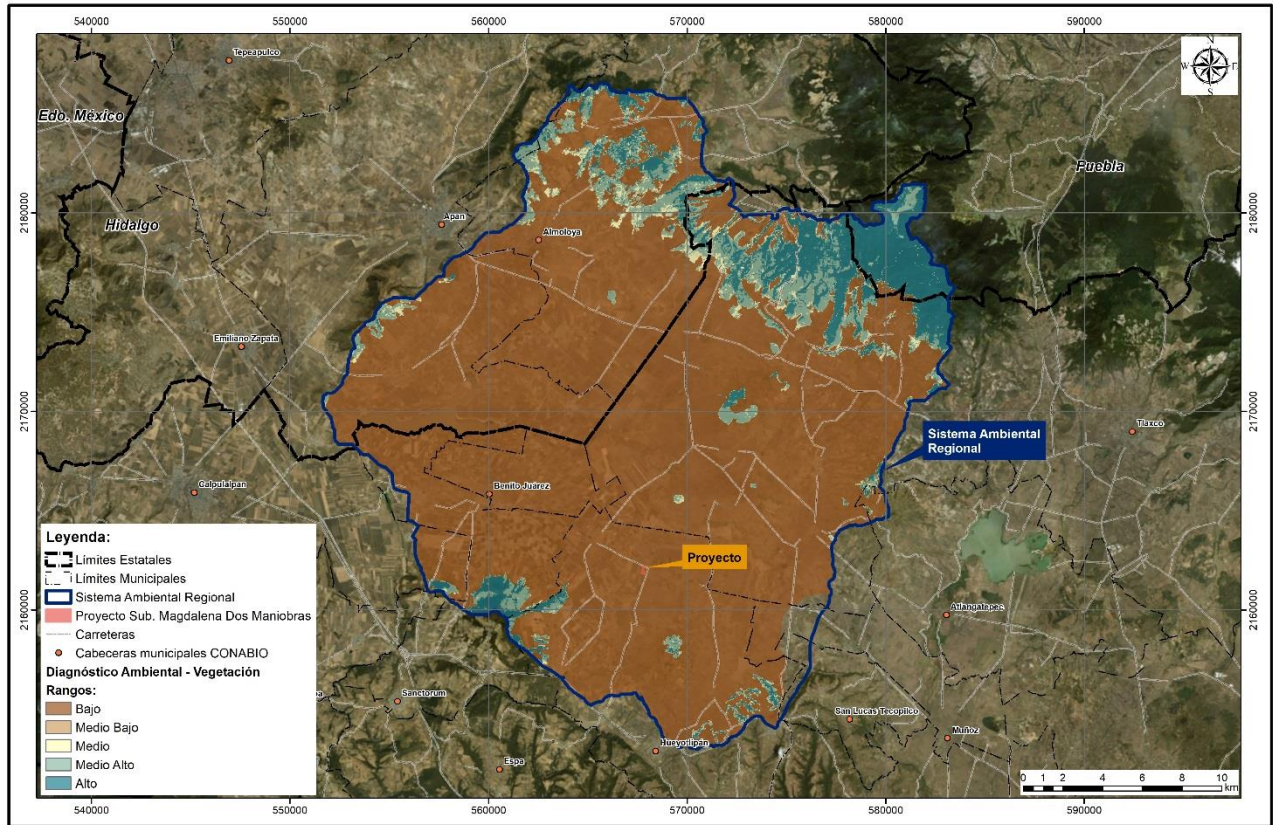 540000 550000 560000 570000 580000 590000
N
W E
S
Tepeapulco
Edo. México
Puebla
2180000 2180000
Hidalgo
Apan
Almoloya
Emiliano Zapata
2170000 2170000
Tlaxco
Sistema Ambiental
Regional
Calpulalpan
Benito Juárez
Proyecto
2160000 2160000
Atlangatepec
Sanctorum
San Lucas Tecopilco
Muñoz
Hueyotlipan
Espa
Leyenda:
Límites Estatales
Límites Municipales
Sistema Ambiental Regional
Proyecto Sub. Magdalena Dos Maniobras
Carreteras
Cabeceras municipales CONABIO
Diagnóstico Ambiental - Vegetación
Rangos:
Bajo
Medio Bajo
Medio
Medio Alto
Alto
0 1 2 4 6 8 10
km
540000 550000 560000 570000 580000 590000